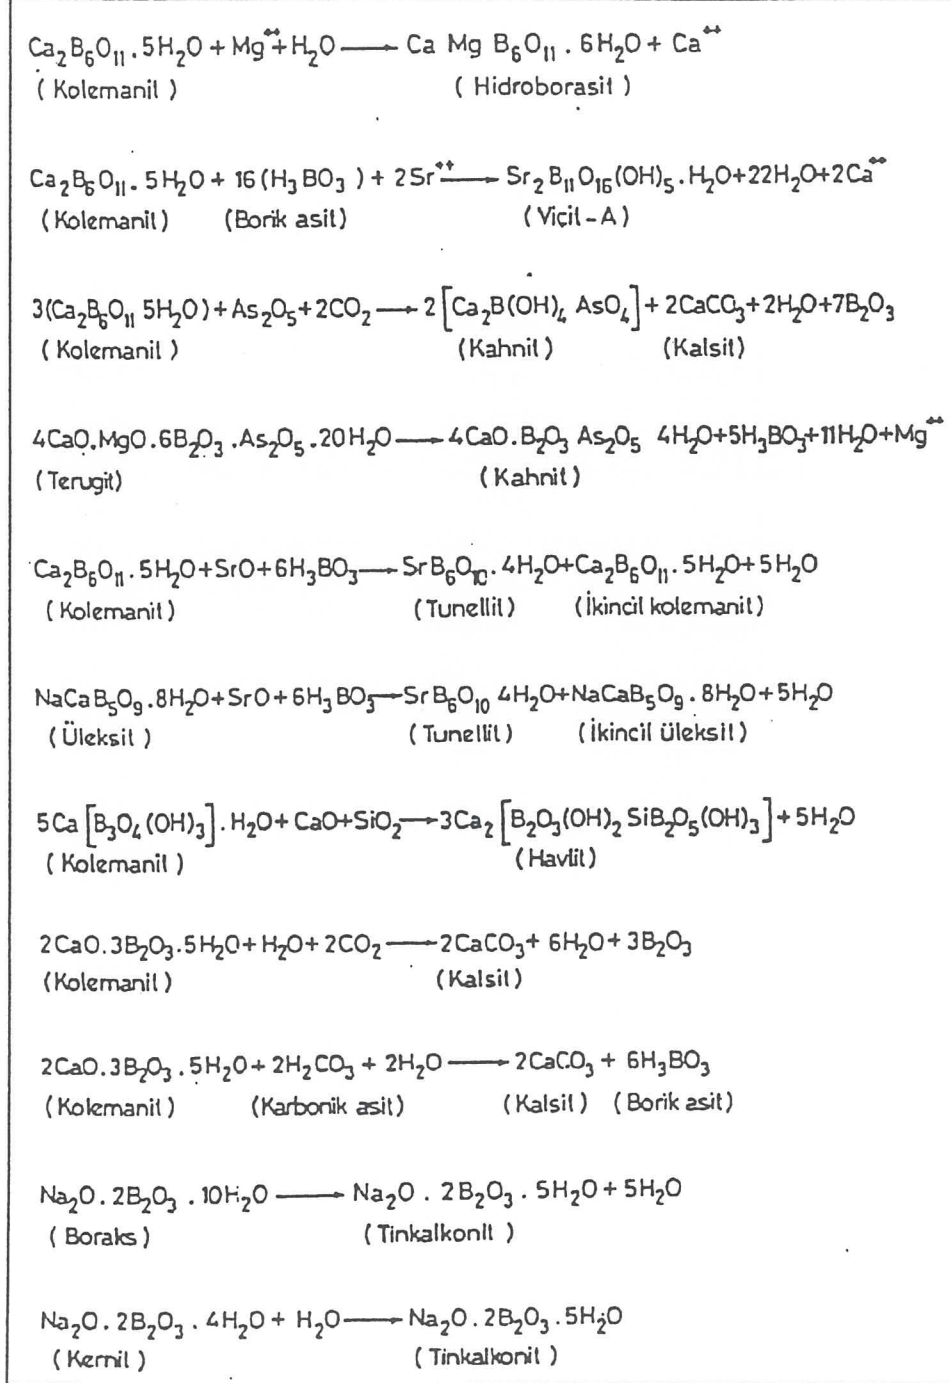 Ca₂B₆O₁₁ . 5H₂O + Mg⁺⁺ + H₂O ⟶ Ca Mg B₆O₁₁ . 6H₂O + Ca⁺⁺
( Kolemanit ) ( Hidroborasit )
Ca₂B₆O₁₁ . 5H₂O + 16 (H₃BO₃ ) + 2Sr⁺⁺ ⟶ Sr₂ B₁₁ O₁₆(OH)₅ . H₂O+22H₂O+2Ca⁺⁺
(Kolemanit) (Borik asit) (Viçit-A)
3(Ca₂B₆O₁₁ 5H₂O)+As₂O₅+2CO₂ ⟶ 2 [Ca₂B(OH)₄ AsO₄]+ 2CaCO₃+2H₂O+7B₂O₃
(Kolemanit ) (Kahnit) (Kalsit)
4CaO.MgO.6B₂O₃ .As₂O₅ .20H₂O ⟶ 4CaO.B₂O₃ As₂O₅ 4H₂O+5H₃BO₃+11H₂O+Mg⁺⁺
(Terugit) (Kahnit)
Ca₂B₆O₁₁ . 5H₂O+SrO+6H₃BO₃ ⟶ SrB₆O₁₀ . 4H₂O+Ca₂B₆O₁₁ . 5H₂O+5H₂O
(Kolemanit) (Tunellit) (İkincil kolemanit)
NaCaB₅O₉ .8H₂O+SrO+6H₃BO₃ ⟶ SrB₆O₁₀ 4H₂O+NaCaB₅O₉ . 8H₂O+5H₂O
(Üleksit ) (Tunellit) (İkincil üleksit)
5Ca [B₃O₄(OH)₃] . H₂O+CaO+SiO₂ ⟶ 3Ca₂ [B₂O₃(OH)₂ SiB₂O₅(OH)₃]+ 5H₂O
(Kolemanit ) (Havlit)
2CaO.3B₂O₃.5H₂O+H₂O+2CO₂ ⟶ 2CaCO₃+ 6H₂O+ 3B₂O₃
(Kolemanit) (Kalsit)
2CaO.3B₂O₃ . 5H₂O+2H₂CO₃ + 2H₂O ⟶ 2CaCO₃ + 6H₃BO₃
(Kolemanit) (Karbonik asit) (Kalsit) (Borik asit)
Na₂O. 2B₂O₃ . 10H₂O ⟶ Na₂O . 2B₂O₃ . 5H₂O+5H₂O
( Boraks) (Tinkalkonit )
Na₂O. 2B₂O₃ . 4H₂O + H₂O ⟶ Na₂O. 2B₂O₃ .5H₂O
(Kernit) (Tinkalkonit )